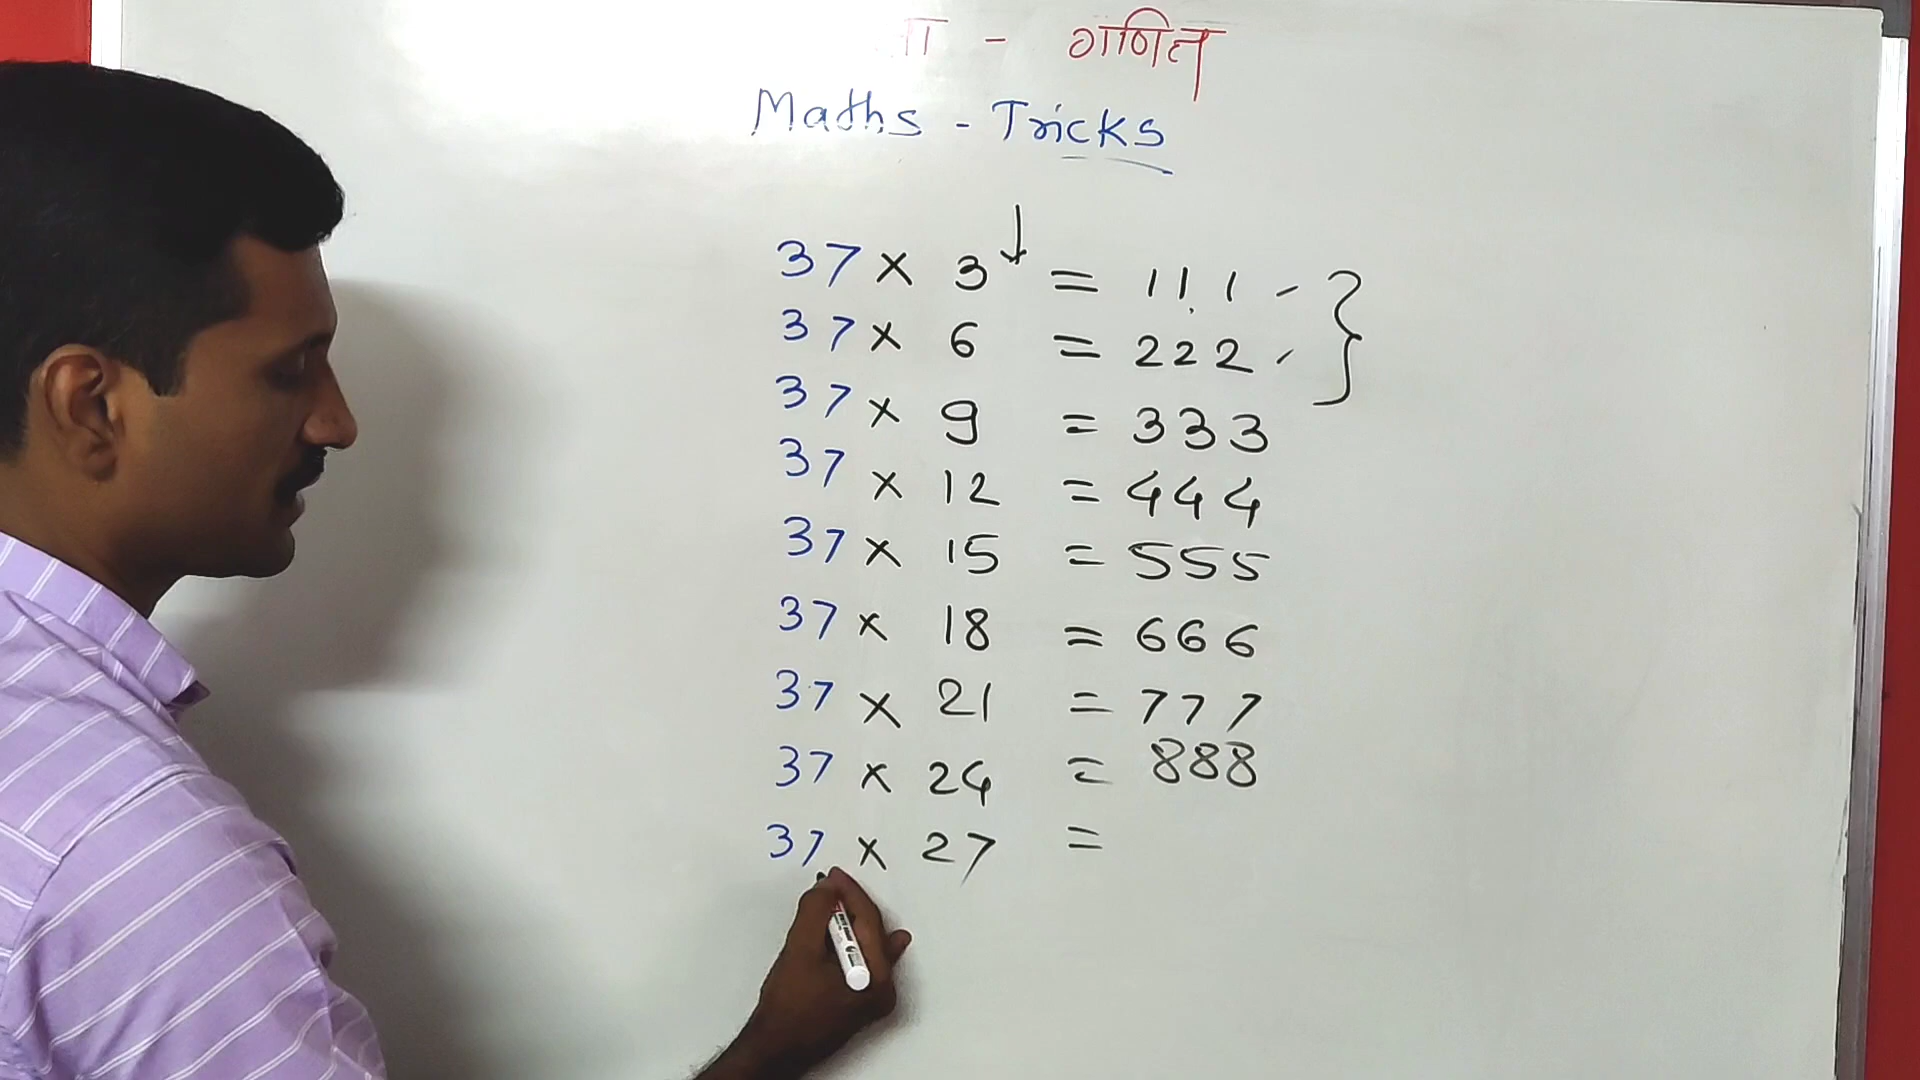 - गणित
Maths - Tricks
37 × 3 = 111
37 × 6 = 222
37 × 9 = 333
37 × 12 = 444
37 × 15 = 555
37 × 18 = 666
37 × 21 = 777
37 × 24 = 888
37 × 27 =